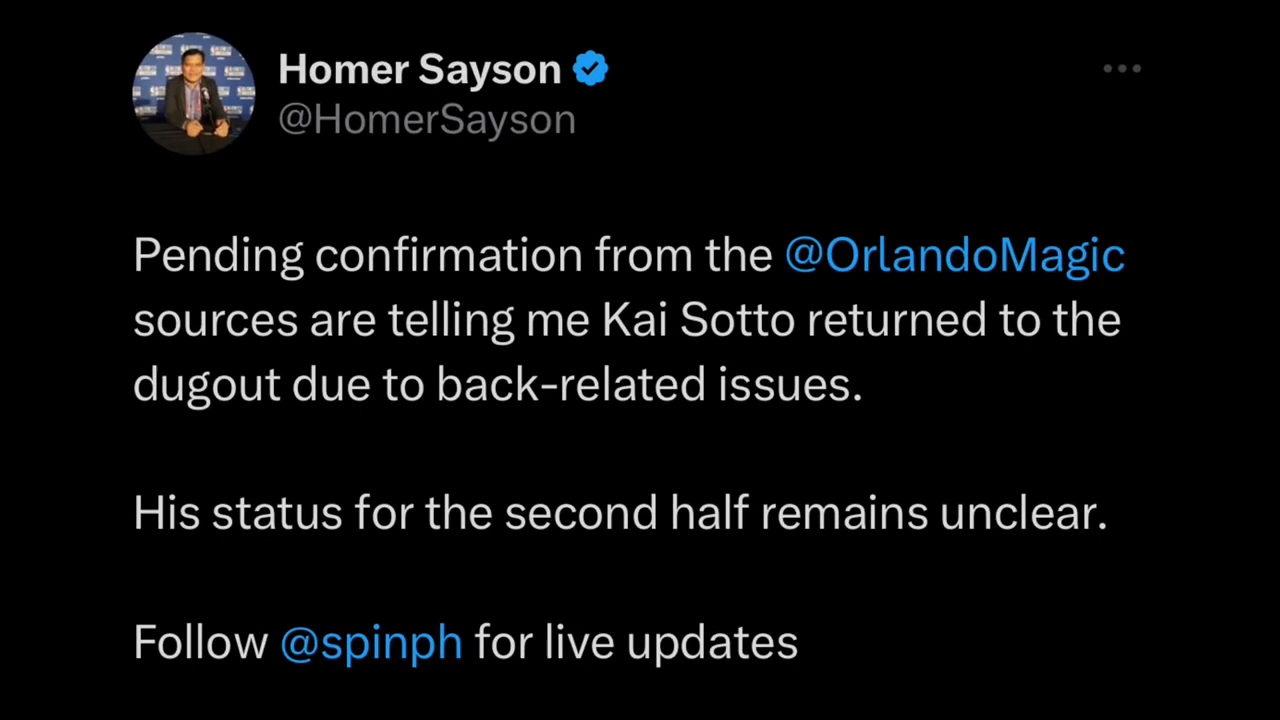 Homer Sayson
@HomerSayson
Pending confirmation from the @OrlandoMagic
sources are telling me Kai Sotto returned to the
dugout due to back-related issues.
His status for the second half remains unclear.
Follow @spinph for live updates